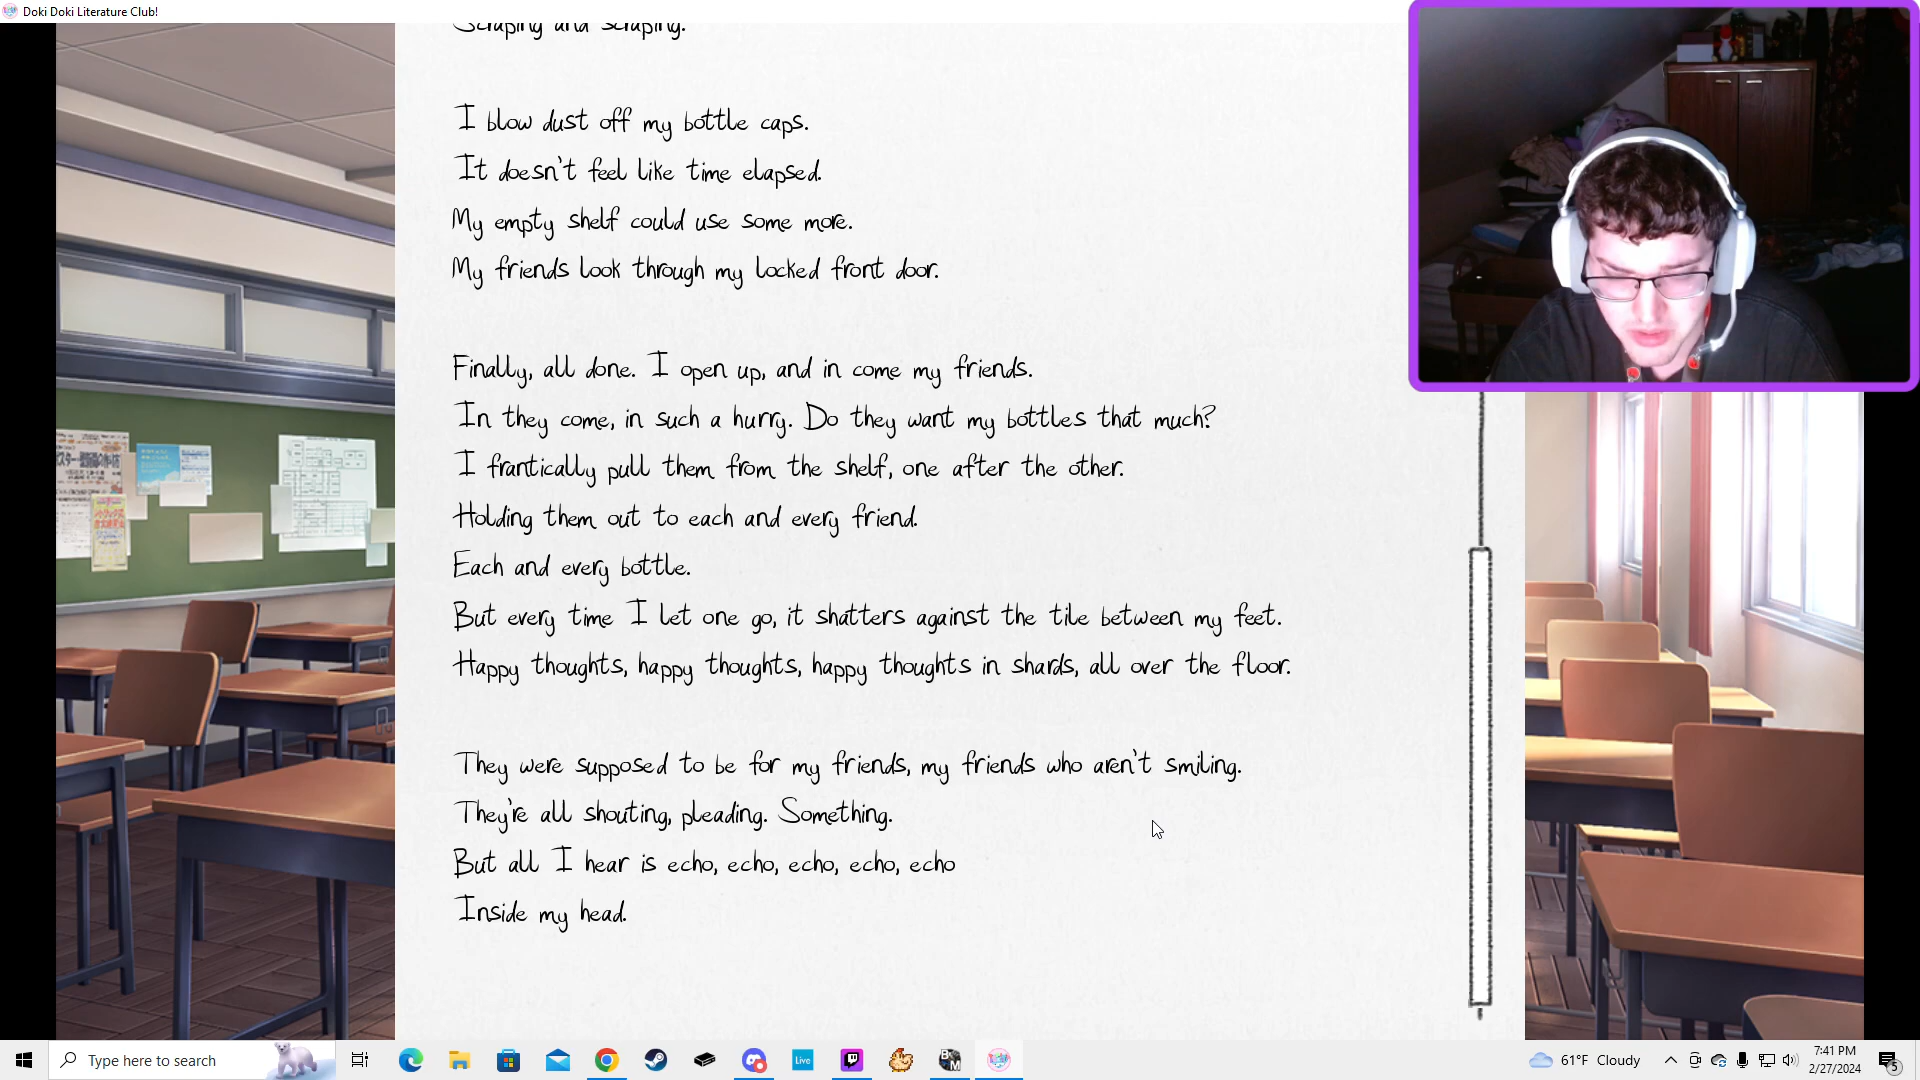 Doki Doki Literature Club!
Scraping and scraping.
I blow dust off my bottle caps.
It doesn't feel like time elapsed.
My empty shelf could use some more.
My friends look through my locked front door.
Finally, all done. I open up, and in come my friends.
In they come, in such a hurry. Do they want my bottles that much?
I frantically pull them from the shelf, one after the other.
Holding them out to each and every friend.
Each and every bottle.
But every time I let one go, it shatters against the tile between my feet.
Happy thoughts, happy thoughts, happy thoughts in shards, all over the floor.
They were supposed to be for my friends, my friends who aren't smiling.
They're all shouting, pleading. Something.
But all I hear is echo, echo, echo, echo, echo
Inside my head.
Type here to search
Live
61°F Cloudy
7:41 PM
2/27/2024
5